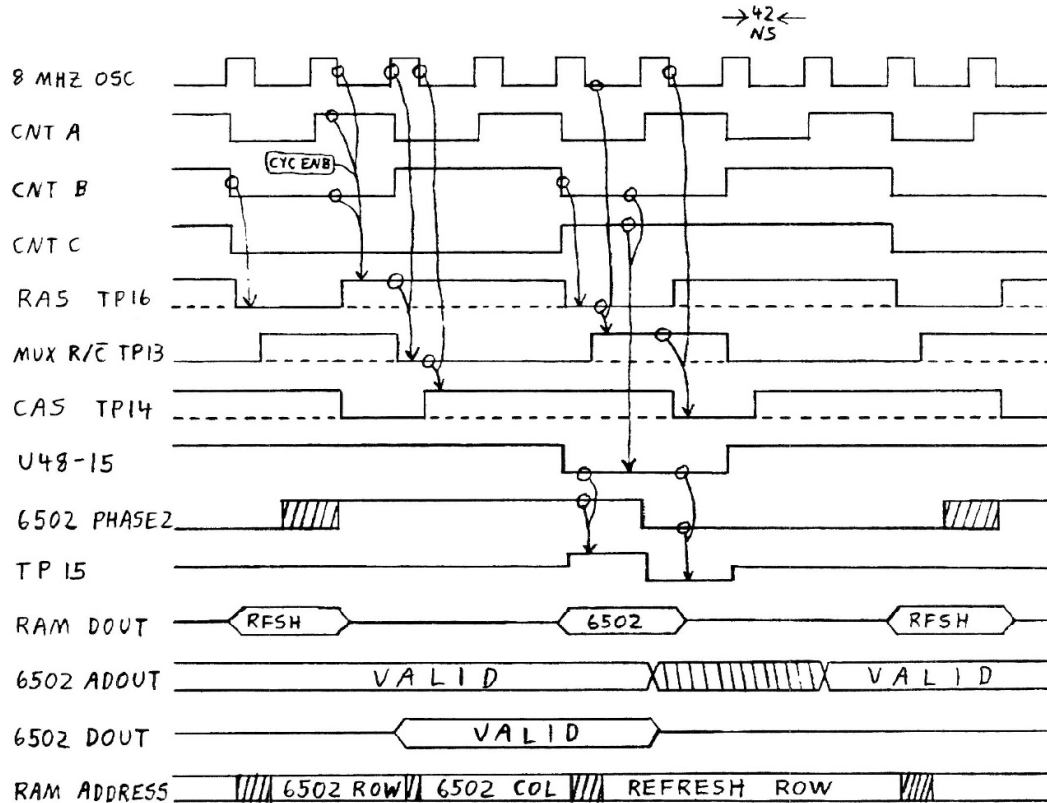 42
NS
8 MHZ OSC
CNT A
CYC ENB
CNT B
CNT C
RAS TP16
MUX R/C̅ TP13
CAS TP14
U48-15
6502 PHASE2
TP 15
RAM DOUT RFSH 6502 RFSH
6502 ADOUT VALID VALID
6502 DOUT VALID
RAM ADDRESS 6502 ROW 6502 COL REFRESH ROW